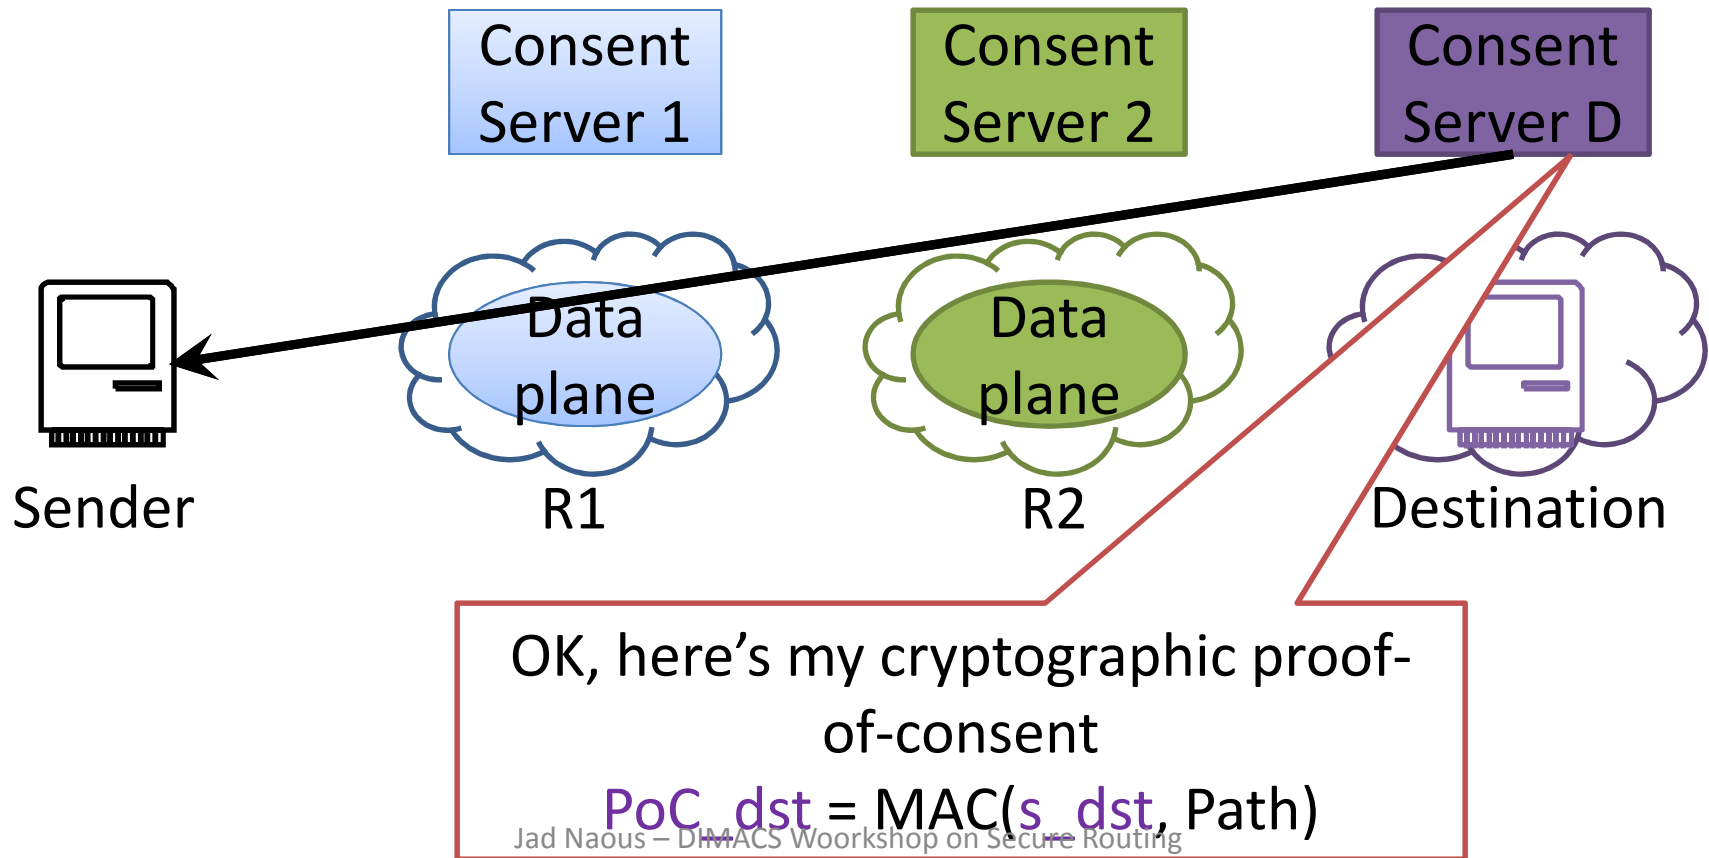 Consent
Server 1
Consent
Server 2
Consent
Server D
Data
plane
Data
plane
Sender
R1
R2
Destination
OK, here’s my cryptographic proof-
of-consent
PoC_dst = MAC(s_dst, Path)
Jad Naous – DIMACS Woorkshop on Secure Routing